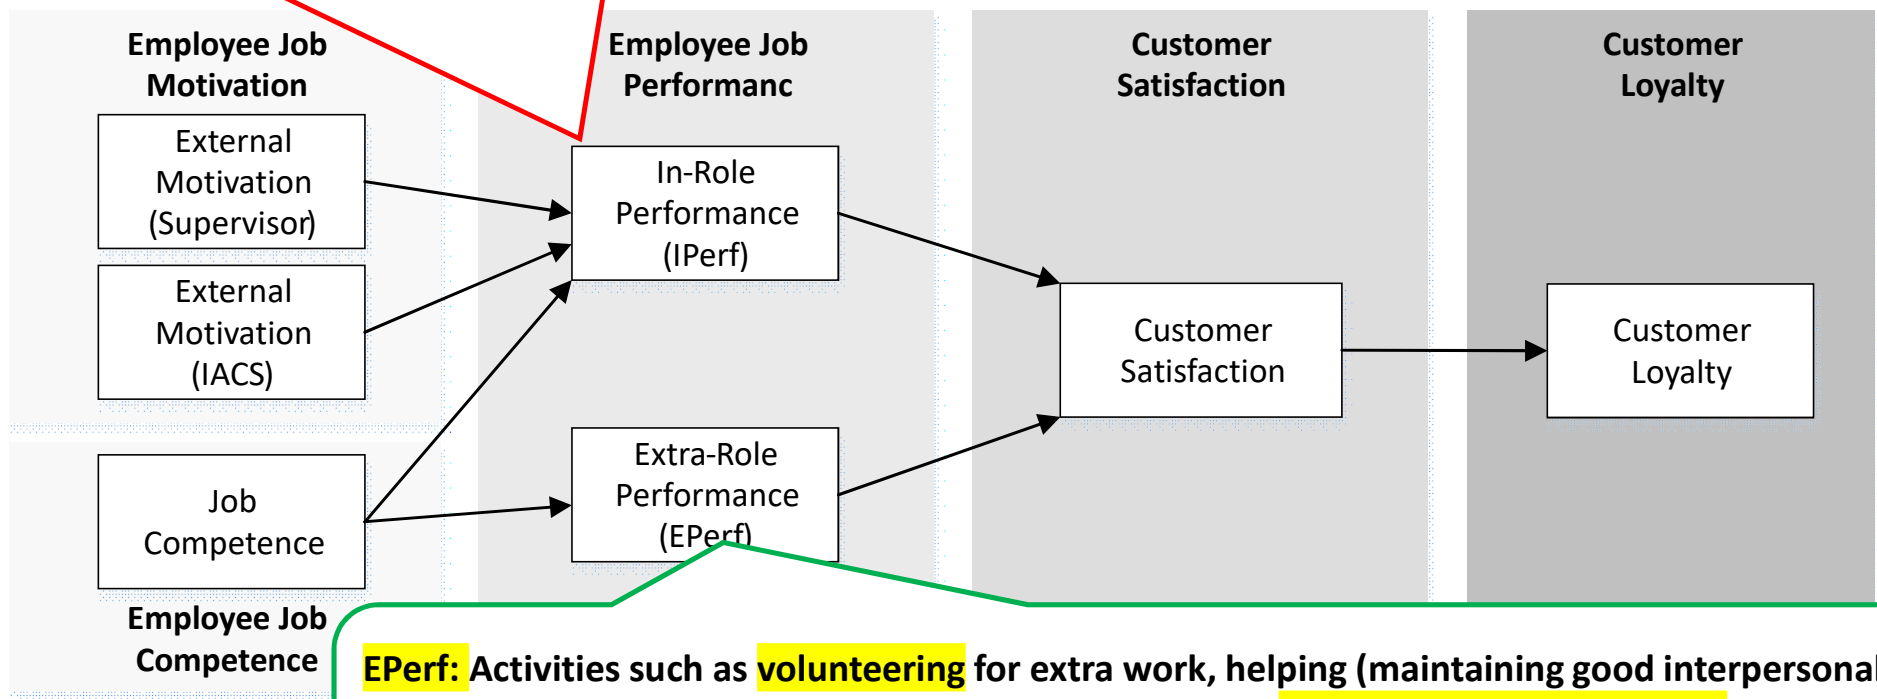 Employee Job
Motivation
External
Motivation
(Supervisor)
External
Motivation
(IACS)
Job
Competence
Employee Job
Competence
Employee Job
Performanc
In-Role
Performance
(IPerf)
Extra-Role
Performance
(EPerf)
Customer
Satisfaction
Customer
Satisfaction
Customer
Loyalty
Customer
Loyalty
EPerf: Activities such as volunteering for extra work, helping (maintaining good interpersonal